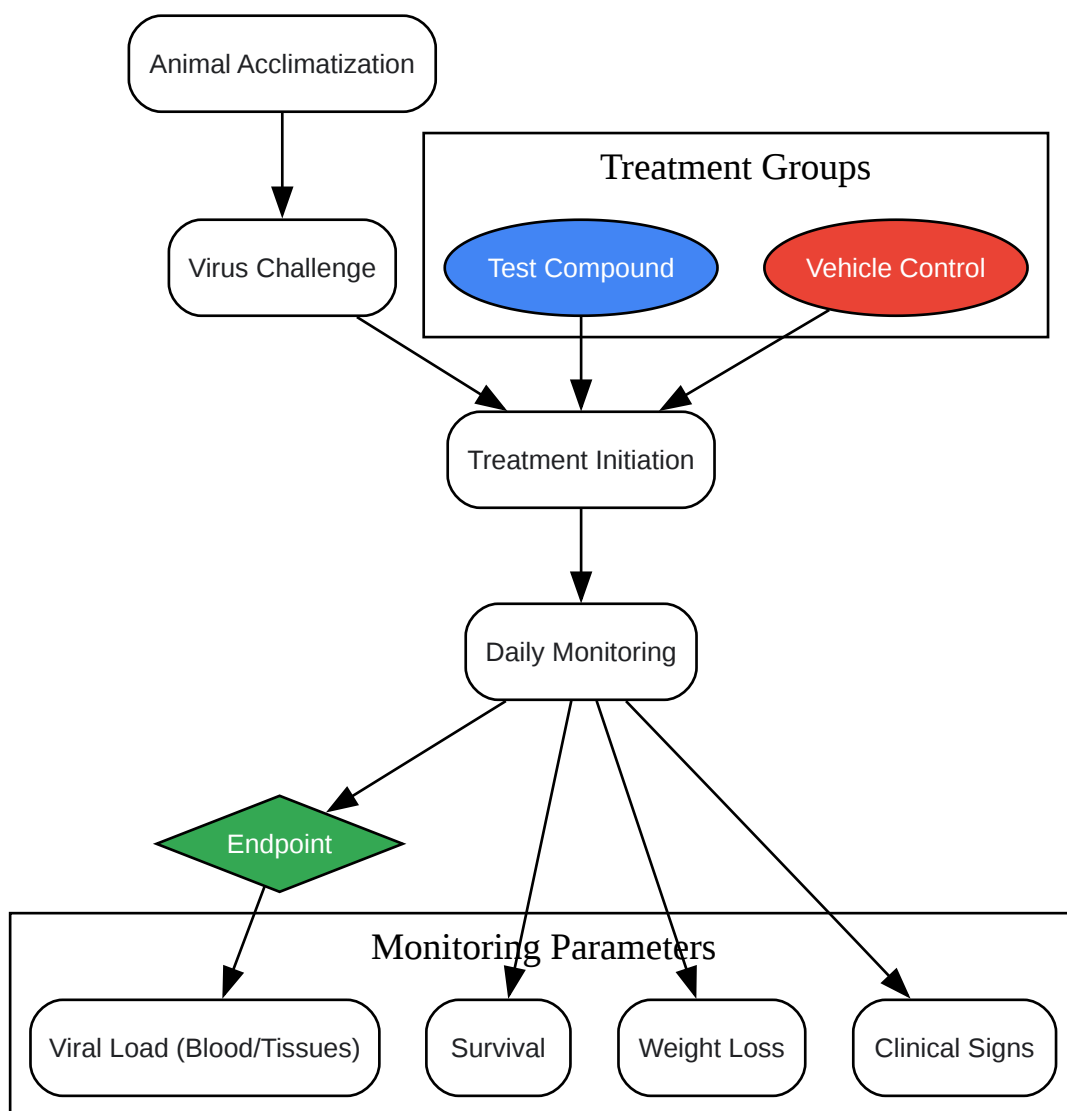 Animal Acclimatization
Treatment Groups
Virus Challenge
Test Compound
Vehicle Control
Treatment Initiation
Daily Monitoring
Endpoint
Monitoring Parameters
Viral Load (Blood/Tissues)
Survival
Weight Loss
Clinical Signs